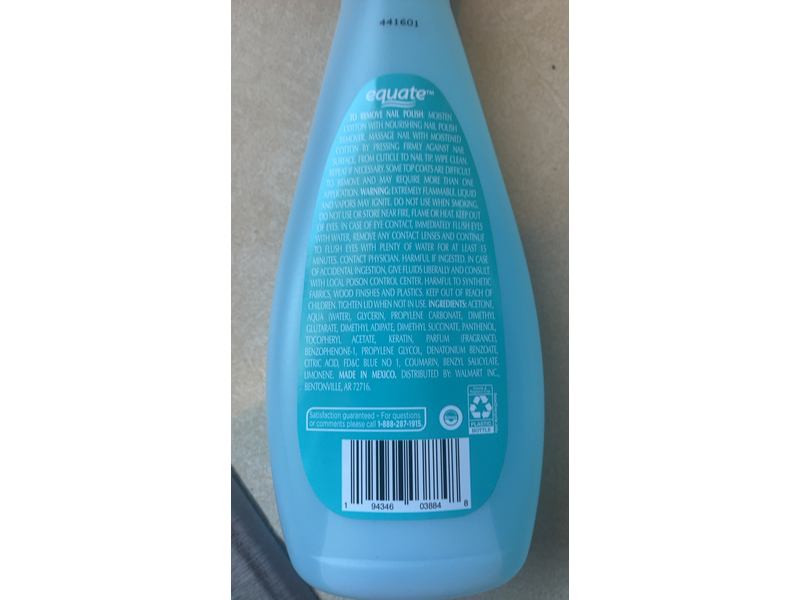 441601
equate™
TO REMOVE NAIL POLISH: MOISTEN
COTTON WITH NOURISHING NAIL POLISH
REMOVER. MASSAGE NAIL WITH MOISTENED
COTTON BY PRESSING FIRMLY AGAINST NAIL
SURFACE, FROM CUTICLE TO NAIL TIP. WIPE CLEAN.
REPEAT IF NECESSARY. SOME TOP COATS ARE DIFFICULT
TO REMOVE AND MAY REQUIRE MORE THAN ONE
APPLICATION. WARNING: EXTREMELY FLAMMABLE. LIQUID
AND VAPORS MAY IGNITE. DO NOT USE WHEN SMOKING.
DO NOT USE OR STORE NEAR FIRE, FLAME OR HEAT. KEEP OUT
OF EYES. IN CASE OF EYE CONTACT, IMMEDIATELY FLUSH EYES
WITH WATER, REMOVE ANY CONTACT LENSES AND CONTINUE
TO FLUSH EYES WITH PLENTY OF WATER FOR AT LEAST 15
MINUTES. CONTACT PHYSICIAN. HARMFUL IF INGESTED, IN CASE
OF ACCIDENTAL INGESTION, GIVE FLUIDS LIBERALLY AND CONSULT
WITH LOCAL POISON CONTROL CENTER. HARMFUL TO SYNTHETIC
FABRICS, WOOD FINISHES AND PLASTICS. KEEP OUT OF REACH OF
CHILDREN. TIGHTEN LID WHEN NOT IN USE. INGREDIENTS: ACETONE,
AQUA (WATER), GLYCERIN, PROPYLENE CARBONATE, DIMETHYL
GLUTARATE, DIMETHYL ADIPATE, DIMETHYL SUCCINATE, PANTHENOL,
TOCOPHERYL ACETATE, KERATIN, PARFUM (FRAGRANCE),
BENZOPHENONE-1, PROPYLENE GLYCOL, DENATONIUM BENZOATE,
CITRIC ACID, FD&C BLUE NO 1, COUMARIN, BENZYL SALICYLATE,
LIMONENE. MADE IN MEXICO. DISTRIBUTED BY: WALMART INC.,
BENTONVILLE, AR 72716.
Satisfaction guaranteed - For questions
or comments please call 1-888-287-1915.
PLASTIC
BOTTLE
1 94346 03884 8